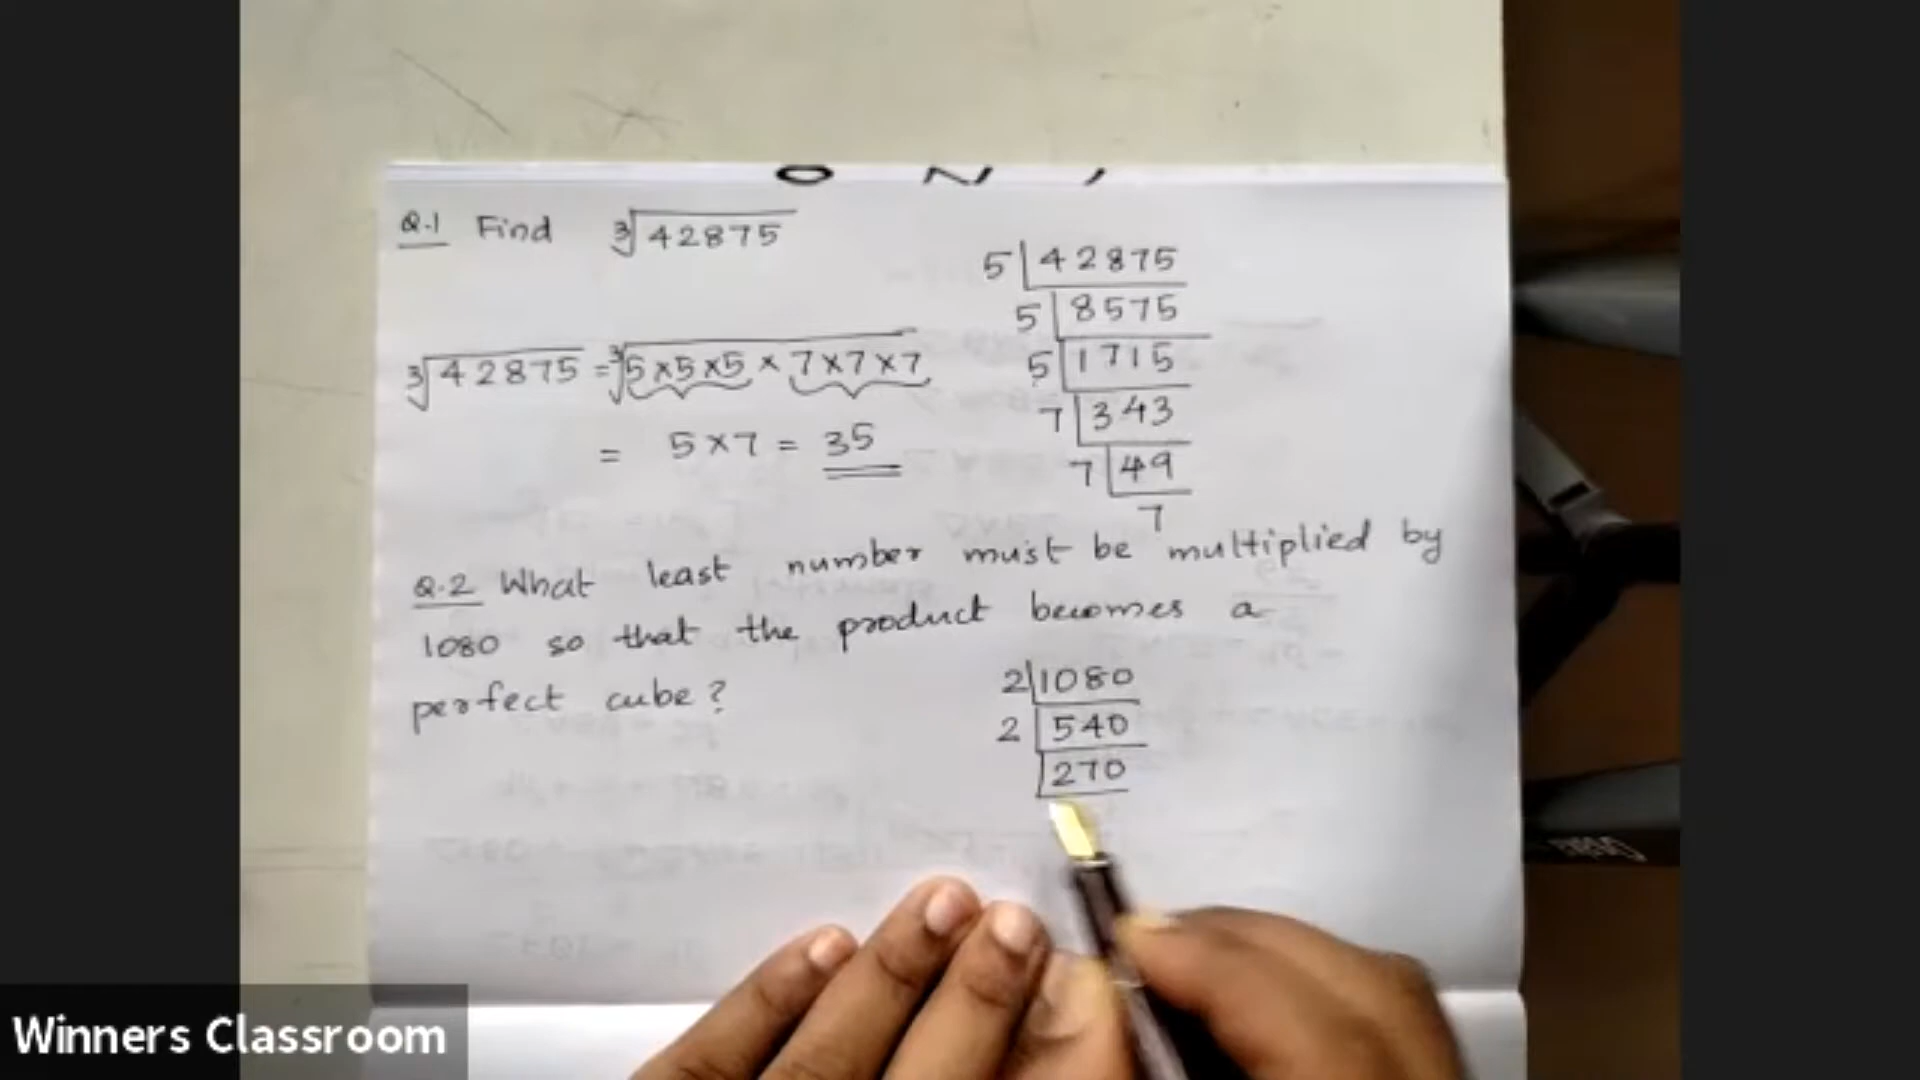 Q.1 Find ∛42875
5 | 42875
5 | 8575
5 | 1715
7 | 343
7 | 49
7
∛42875 = ∛5×5×5 × 7×7×7
= 5×7 = 35
Q.2 What least number must be multiplied by
1080 so that the product becomes a
perfect cube?
2 | 1080
2 | 540
270
Winners Classroom